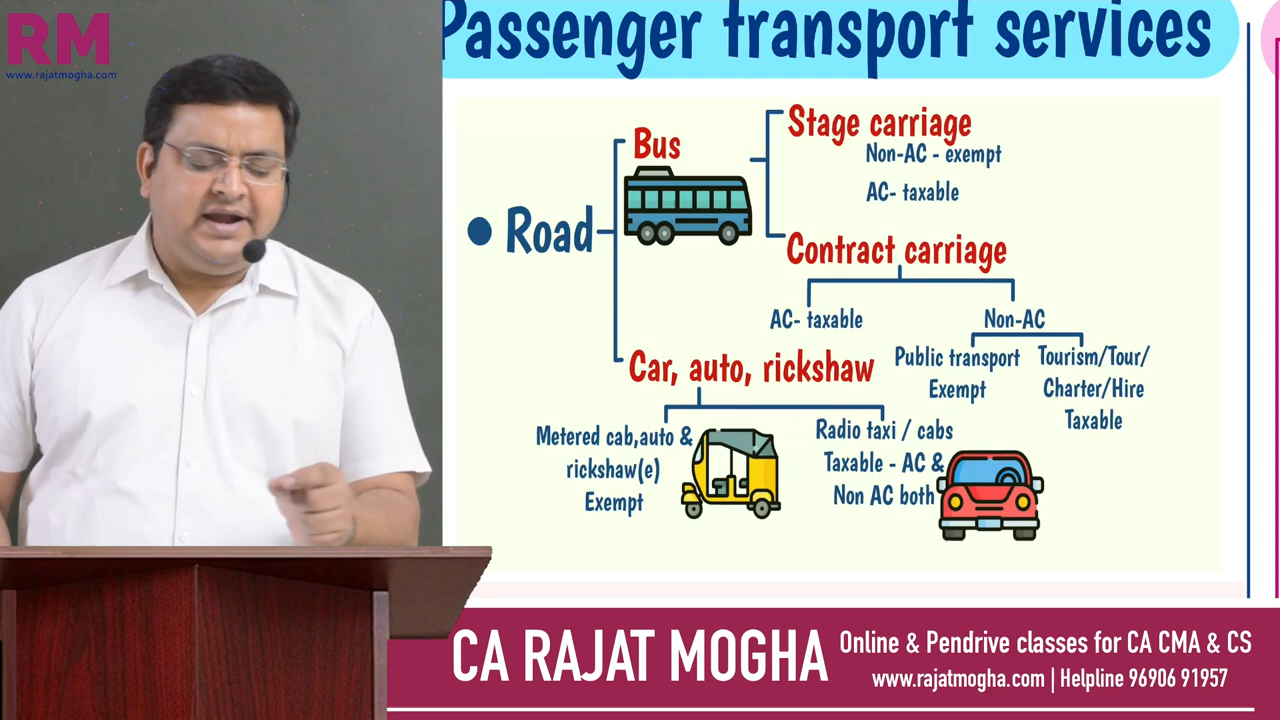 RM
www.rajatmogha.com
Passenger transport services
Road
Bus
Stage carriage
Non-AC - exempt
AC- taxable
Contract carriage
AC- taxable
Non-AC
Public transport
Exempt
Tourism/Tour/
Charter/Hire
Taxable
Car, auto, rickshaw
Metered cab,auto &
rickshaw(e)
Exempt
Radio taxi / cabs
Taxable - AC &
Non AC both
CA RAJAT MOGHA
Online & Pendrive classes for CA CMA & CS
www.rajatmogha.com | Helpline 96906 91957